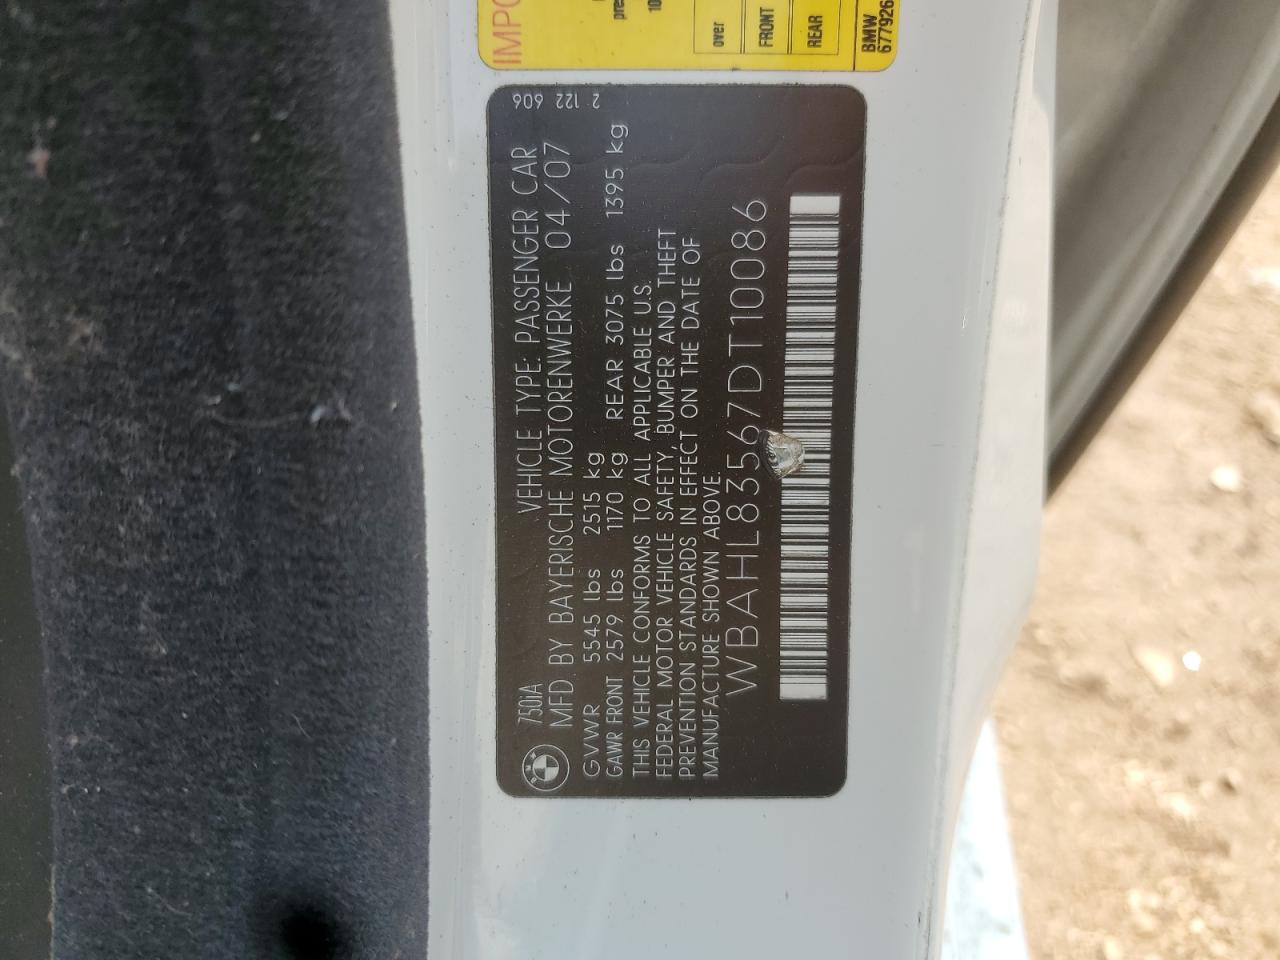 IMPO
pres
10
over
FRONT
REAR
BMW
677926
2 122 606
750iA VEHICLE TYPE: PASSENGER CAR
MFD BY BAYERISCHE MOTORENWERKE 04/07
GVWR 5545 lbs 2515 kg
GAWR FRONT 2579 lbs 1170 kg REAR 3075 lbs 1395 kg
THIS VEHICLE CONFORMS TO ALL APPLICABLE U.S.
FEDERAL MOTOR VEHICLE SAFETY, BUMPER AND THEFT
PREVENTION STANDARDS IN EFFECT ON THE DATE OF
MANUFACTURE SHOWN ABOVE.
WBAHL83567DT10086